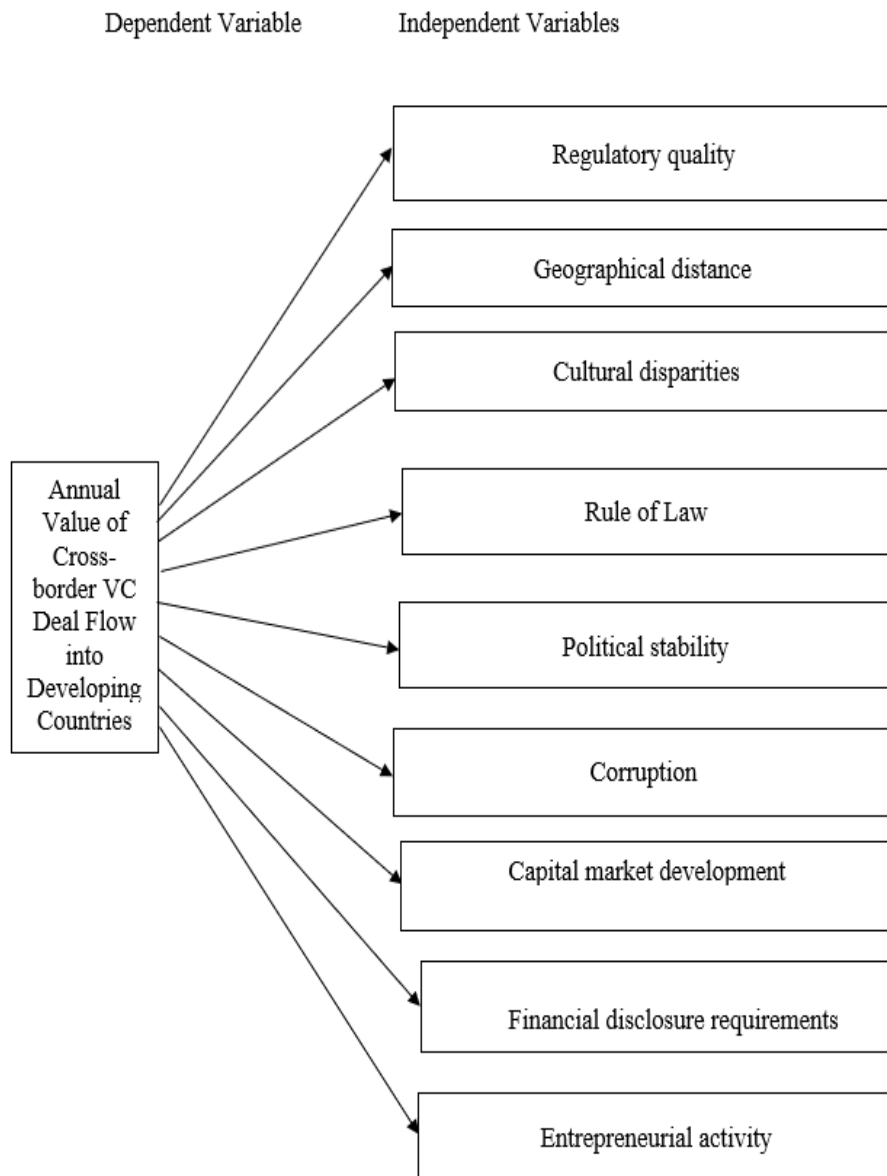 Dependent Variable
Independent Variables
Regulatory quality
Geographical distance
Cultural disparities
Annual
Value of
Cross-
border VC
Deal Flow
into
Developing
Countries
Rule of Law
Political stability
Corruption
Capital market development
Financial disclosure requirements
Entrepreneurial activity